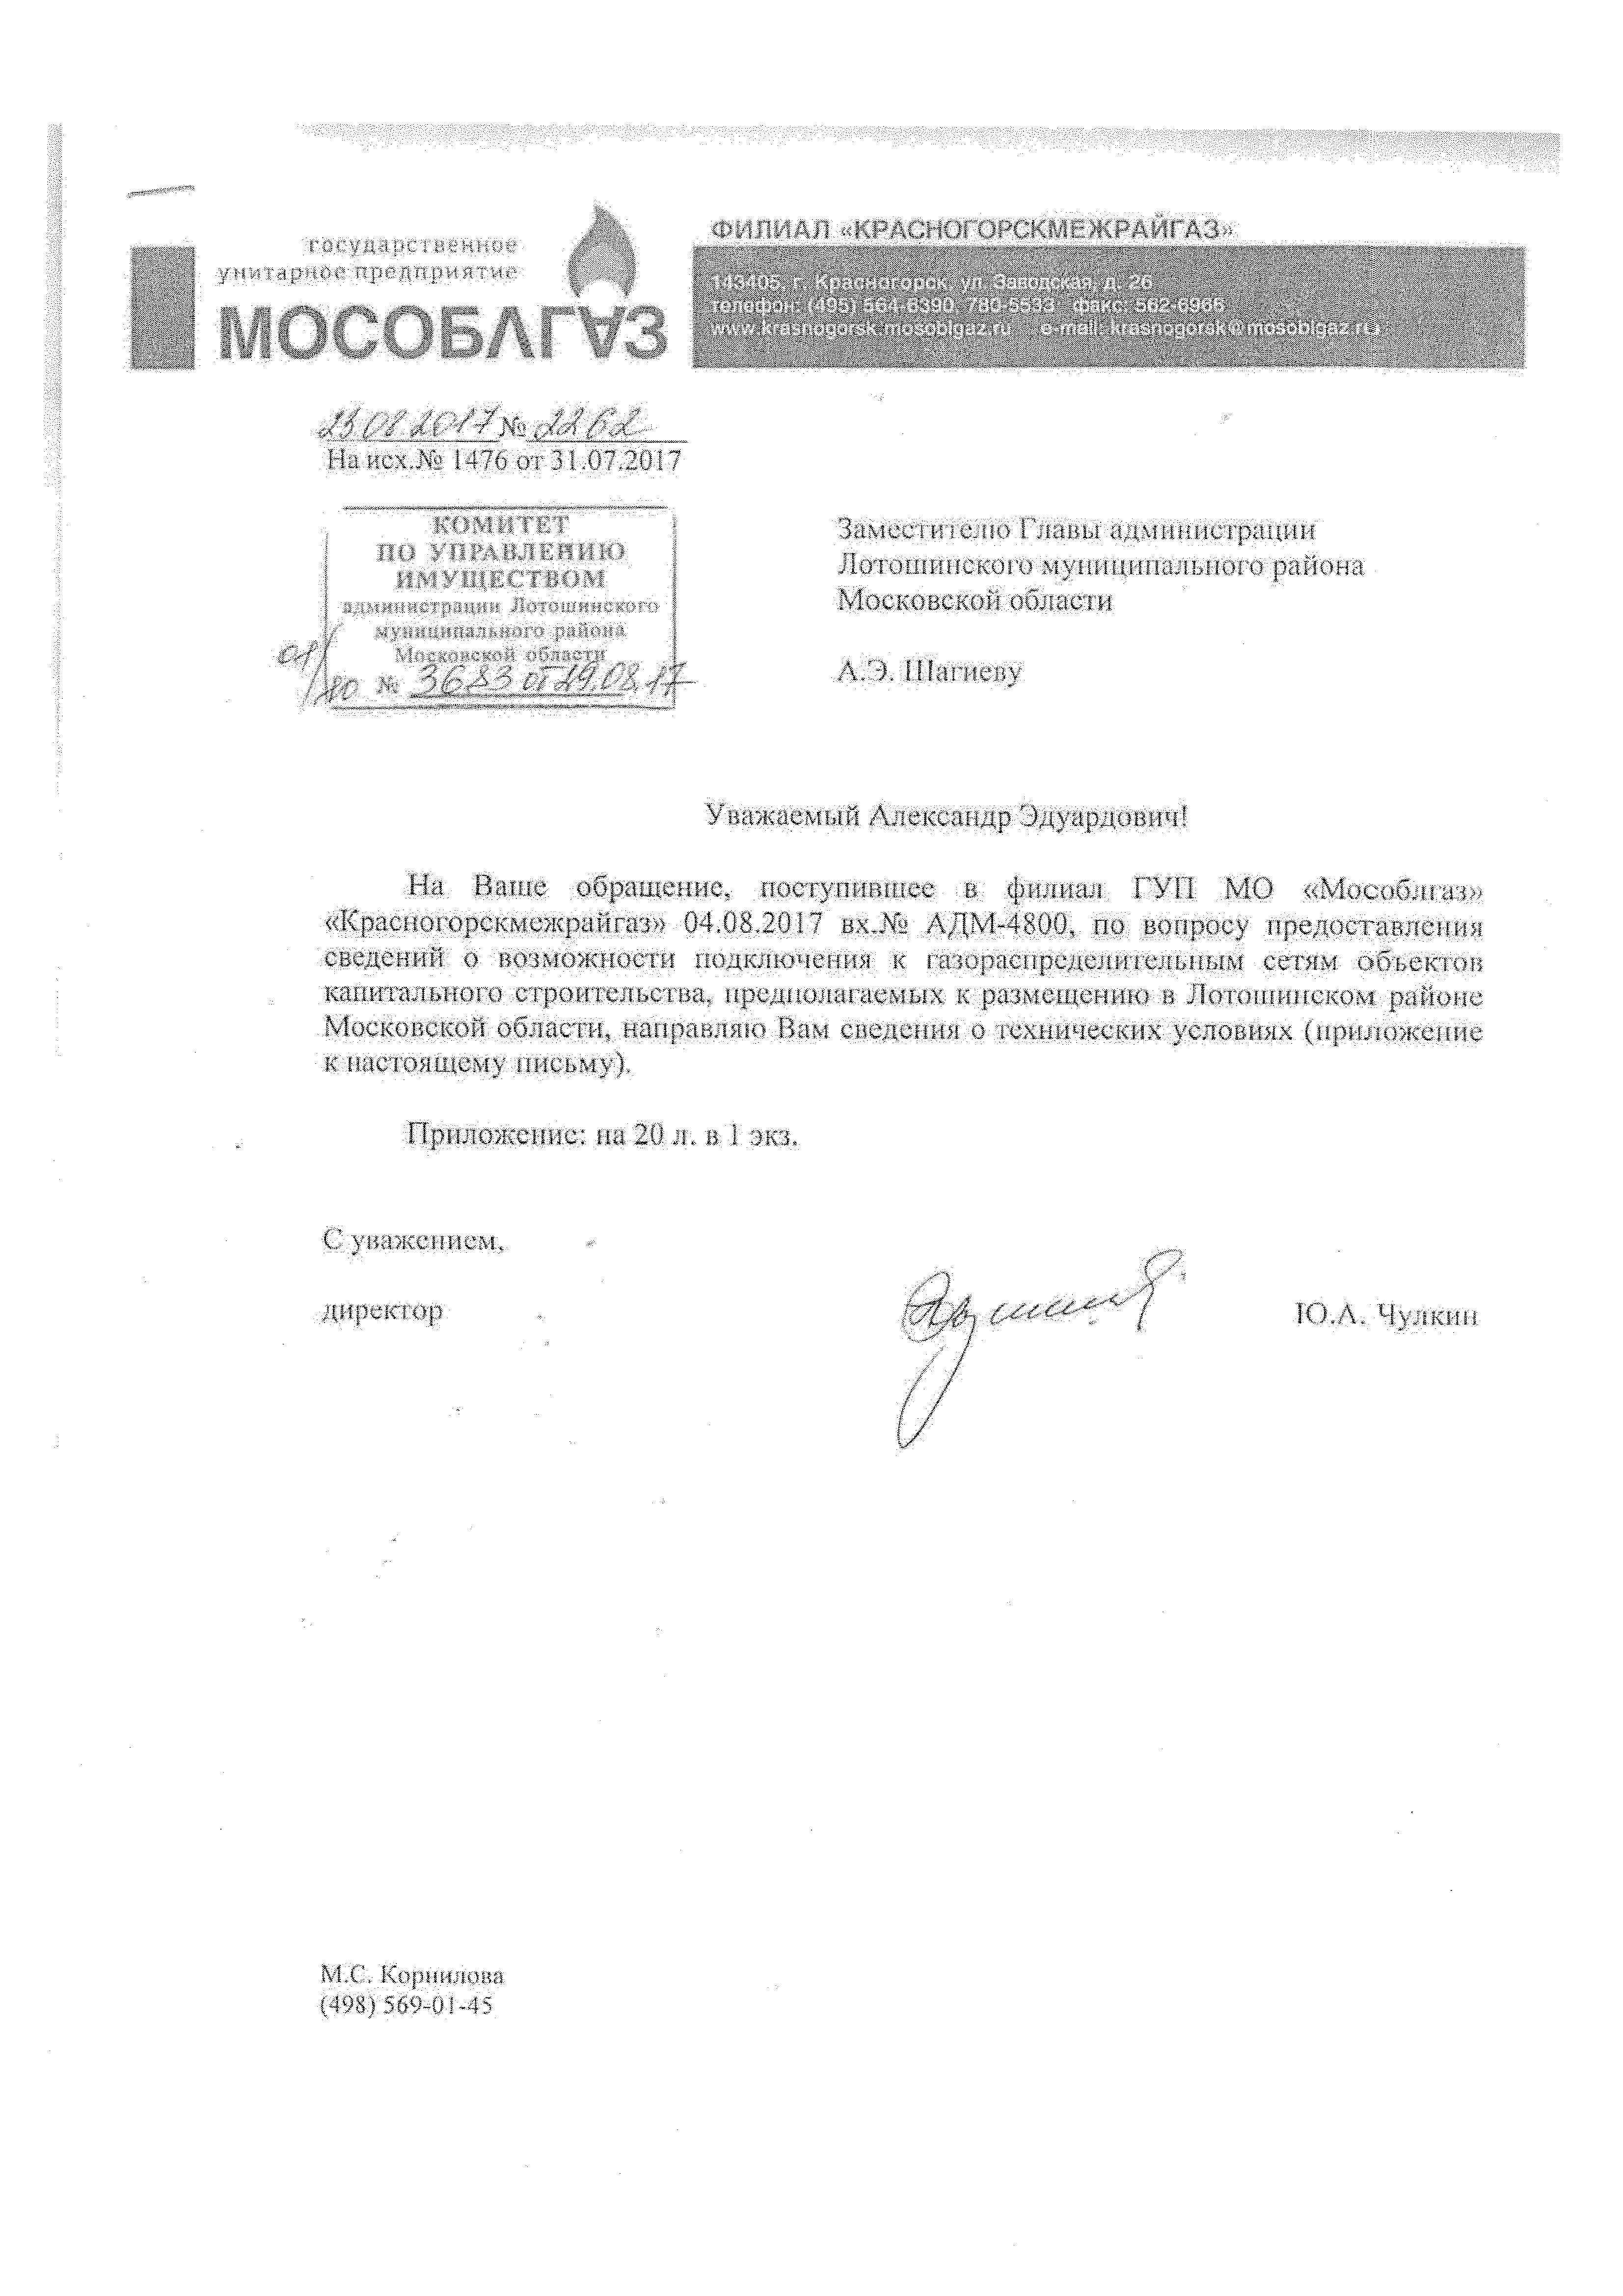 государственное
унитарное предприятие
МОСОБЛГАЗ
ФИЛИАЛ «КРАСНОГОРСКМЕЖРАЙГАЗ»
143405, г. Красногорск, ул. Заводская, д. 26
телефон: (495) 564-6390, 780-5533 факс: 562-6966
www.krasnogorsk.mosoblgaz.ru e-mail: krasnogorsk@mosoblgaz.ru
23.08.2017 № 2262
На исх.№ 1476 от 31.07.2017
КОМИТЕТ
ПО УПРАВЛЕНИЮ
ИМУЩЕСТВОМ
администрации Лотошинского
муниципального района
Московской области
№ 3683 от 29.08.17
Заместителю Главы администрации
Лотошинского муниципального района
Московской области
А.Э. Шагиеву
Уважаемый Александр Эдуардович!
На Ваше обращение, поступившее в филиал ГУП МО «Мособлгаз»
«Красногорскмежрайгаз» 04.08.2017 вх.№ АДМ-4800, по вопросу предоставления
сведений о возможности подключения к газораспределительным сетям объектов
капитального строительства, предполагаемых к размещению в Лотошинском районе
Московской области, направляю Вам сведения о технических условиях (приложение
к настоящему письму).
Приложение: на 20 л. в 1 экз.
С уважением,
директор
Ю.А. Чулкин
М.С. Корнилова
(498) 569-01-45